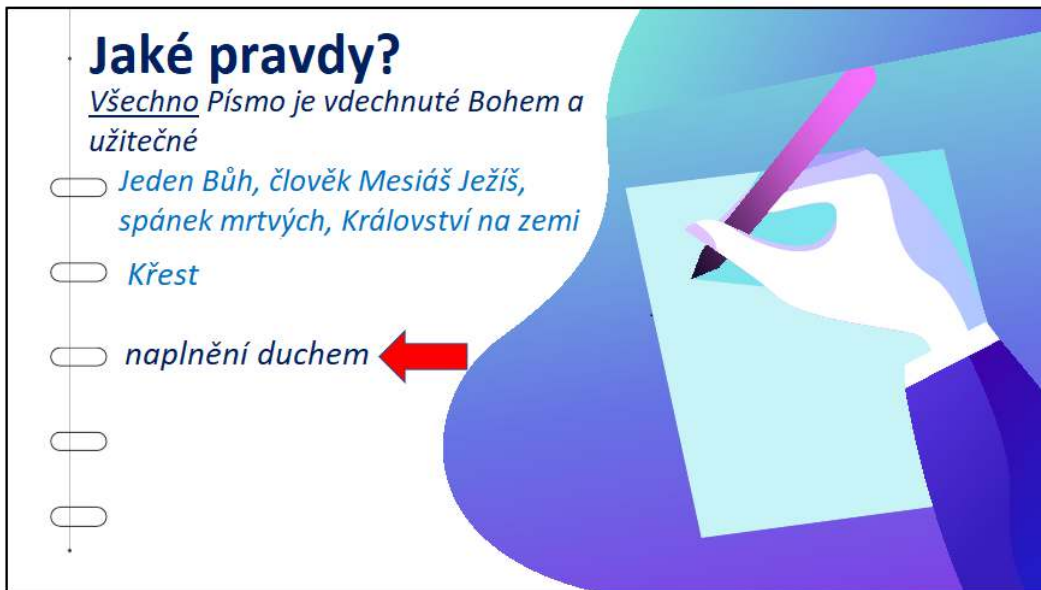 Jaké pravdy?
Všechno Písmo je vdechnuté Bohem a
užitečné
Jeden Bůh, člověk Mesiáš Ježíš,
spánek mrtvých, Království na zemi
Křest
naplnění duchem